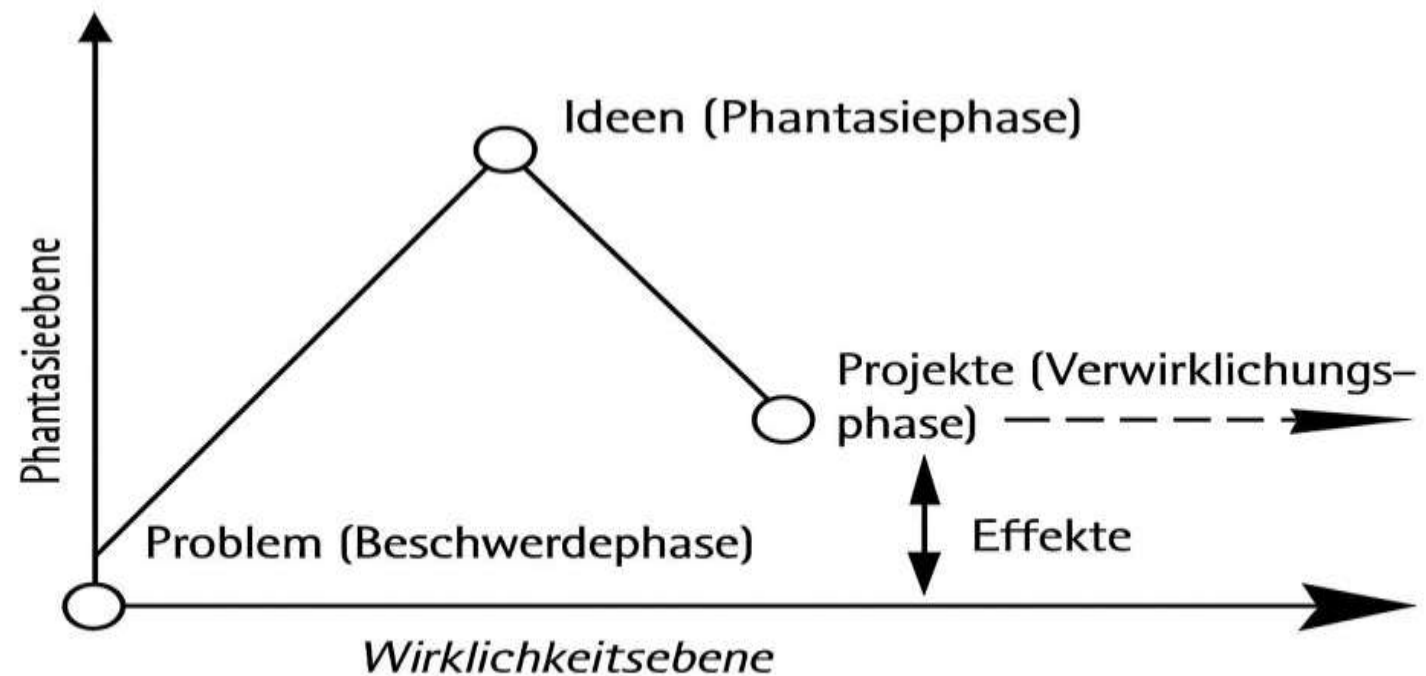 Ideen (Phantasiephase)
Phantasieebene
Projekte (Verwirklichungs–
phase)
Problem (Beschwerdephase)
Effekte
Wirklichkeitsebene